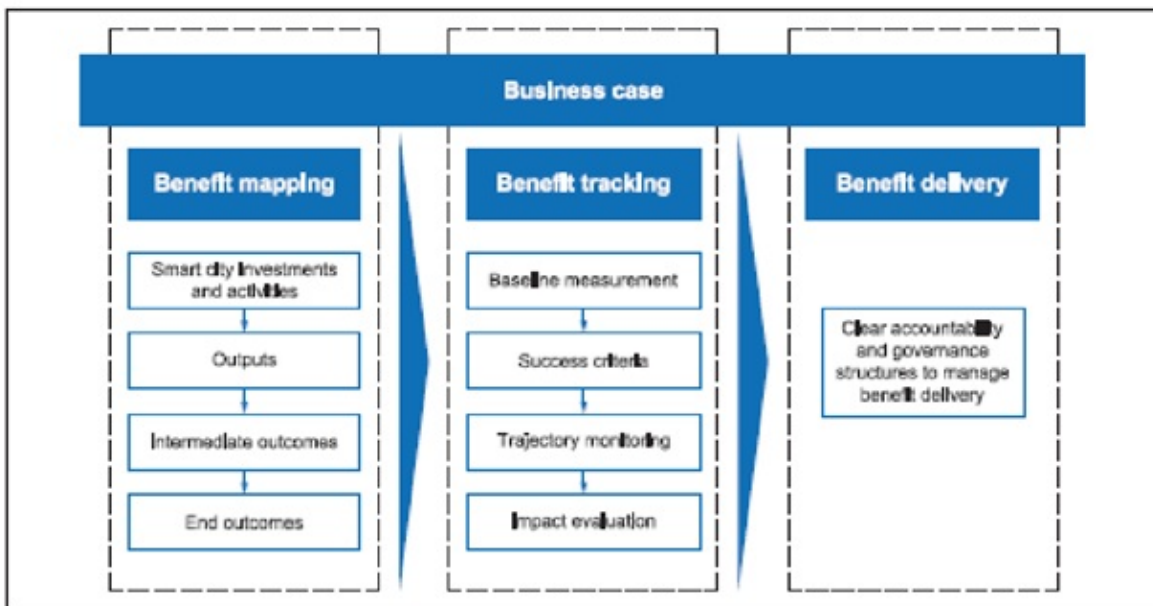 Business case
Benefit mapping
Smart city investments
and activities
Outputs
Intermediate outcomes
End outcomes
Benefit tracking
Baseline measurement
Success criteria
Trajectory monitoring
Impact evaluation
Benefit delivery
Clear accountability
and governance
structures to manage
benefit delivery